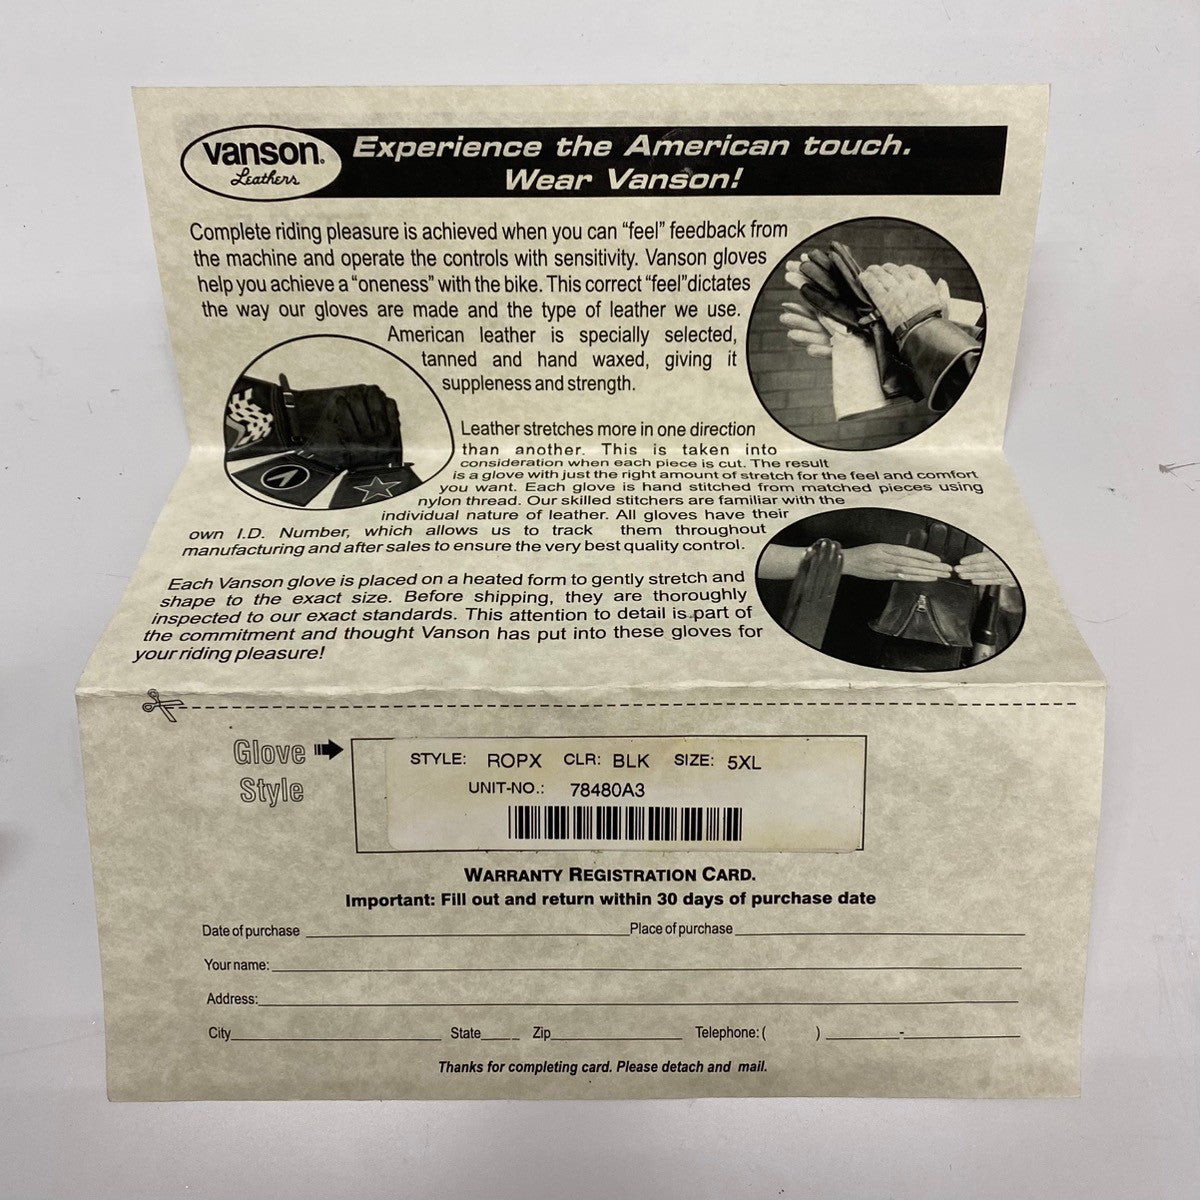 vanson.
Leathers
Experience the American touch.
Wear Vanson!
Complete riding pleasure is achieved when you can "feel" feedback from
the machine and operate the controls with sensitivity. Vanson gloves
help you achieve a "oneness" with the bike. This correct "feel"dictates
the way our gloves are made and the type of leather we use.
American leather is specially selected,
tanned and hand waxed, giving it
suppleness and strength.
Leather stretches more in one direction
than another. This is taken into
consideration when each piece is cut. The result
is a glove with just the right amount of stretch for the feel and comfort
you want. Each glove is hand stitched from matched pieces using
nylon thread. Our skilled stitchers are familiar with the
individual nature of leather. All gloves have their
own I.D. Number, which allows us to track them throughout
manufacturing and after sales to ensure the very best quality control.
Each Vanson glove is placed on a heated form to gently stretch and
shape to the exact size. Before shipping, they are thoroughly
inspected to our exact standards. This attention to detail is part of
the commitment and thought Vanson has put into these gloves for
your riding pleasure!
Glove
Style
STYLE: ROPX CLR: BLK SIZE: 5XL
UNIT-NO.: 78480A3
WARRANTY REGISTRATION CARD.
Important: Fill out and return within 30 days of purchase date
Date of purchase Place of purchase
Your name:
Address:
City State Zip Telephone: ( ) -
Thanks for completing card. Please detach and mail.